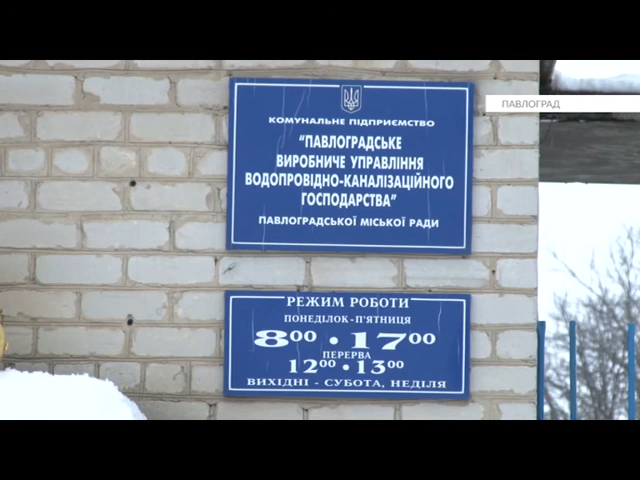 ПАВЛОГРАД
КОМУНАЛЬНЕ ПІДПРИЄМСТВО
"ПАВЛОГРАДСЬКЕ
ВИРОБНИЧЕ УПРАВЛІННЯ
ВОДОПРОВІДНО-КАНАЛІЗАЦІЙНОГО
ГОСПОДАРСТВА"
ПАВЛОГРАДСЬКОЇ МІСЬКОЇ РАДИ
РЕЖИМ РОБОТИ
ПОНЕДІЛОК - П'ЯТНИЦЯ
800 • 1700
ПЕРЕРВА
1200 • 1300
ВИХІДНІ - СУБОТА, НЕДІЛЯ